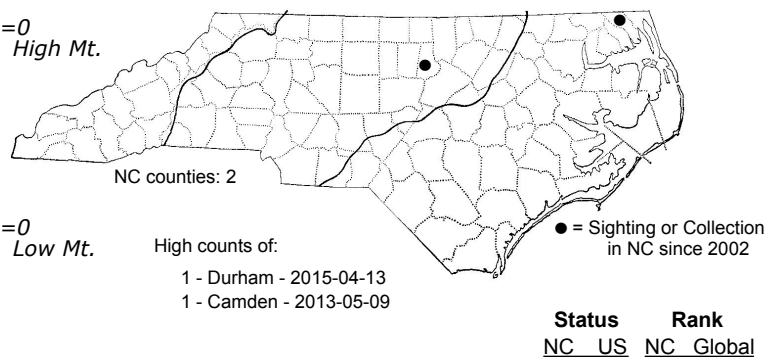 =0
High Mt.
NC counties: 2
=0
Low Mt.
High counts of:
1 - Durham - 2015-04-13
1 - Camden - 2013-05-09
● = Sighting or Collection
in NC since 2002
Status Rank
NC US NC Global